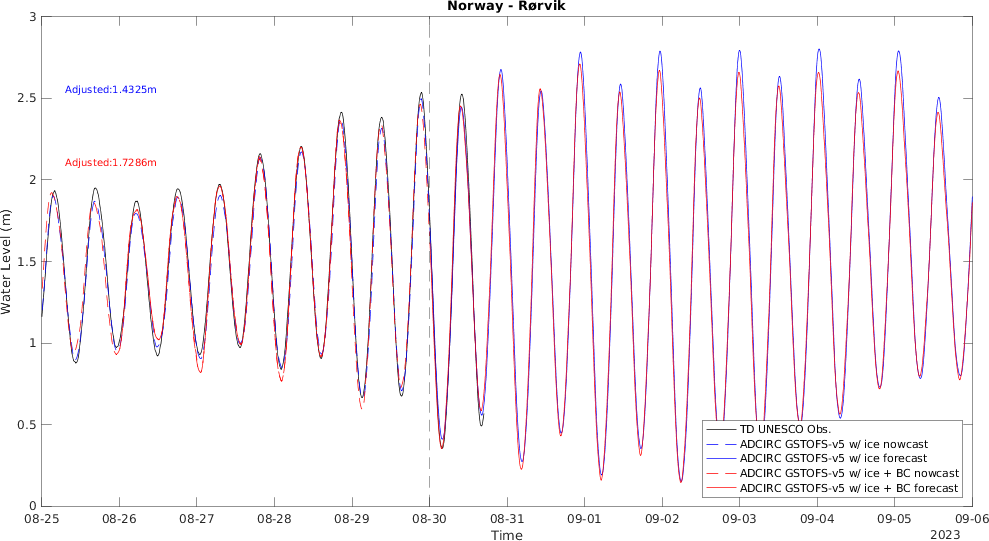 Norway - Rørvik
3
2.5
2
1.5
1
0.5
0
Water Level (m)
Adjusted:1.4325m
Adjusted:1.7286m
TD UNESCO Obs.
ADCIRC GSTOFS-v5 w/ ice nowcast
ADCIRC GSTOFS-v5 w/ ice forecast
ADCIRC GSTOFS-v5 w/ ice + BC nowcast
ADCIRC GSTOFS-v5 w/ ice + BC forecast
08-25 08-26 08-27 08-28 08-29 08-30 08-31 09-01 09-02 09-03 09-04 09-05 09-06
Time
2023